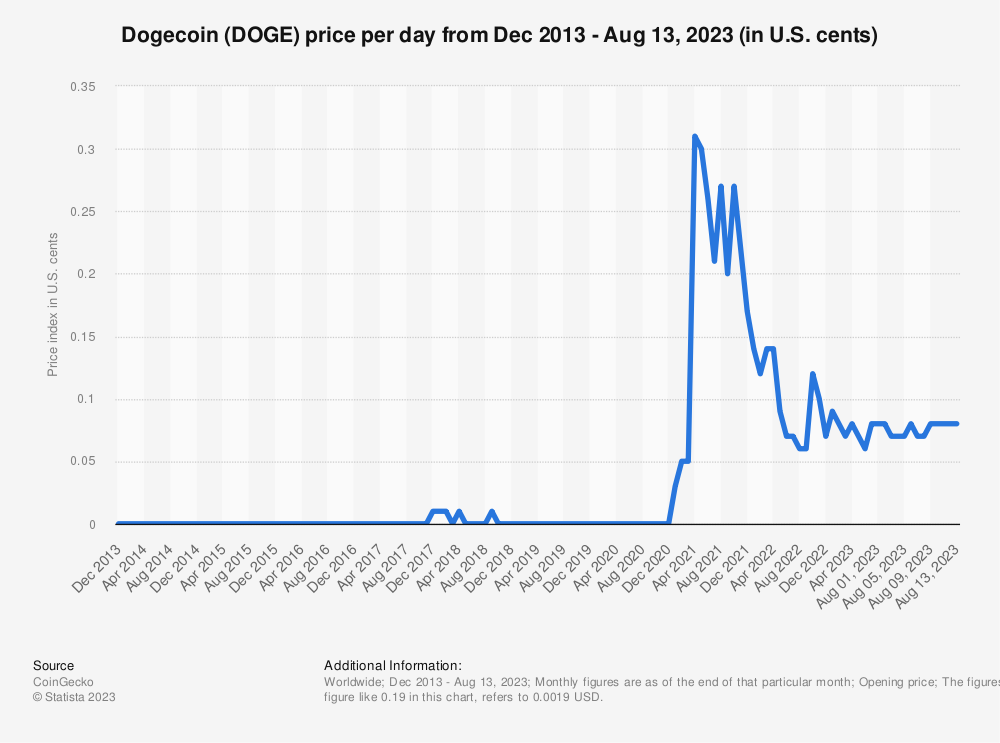 Dogecoin (DOGE) price per day from Dec 2013 - Aug 13, 2023 (in U.S. cents)
Price index in U.S. cents
0.35
0.3
0.25
0.2
0.15
0.1
0.05
0
Dec 2013
Apr 2014
Aug 2014
Dec 2014
Apr 2015
Aug 2015
Dec 2015
Apr 2016
Aug 2016
Dec 2016
Apr 2017
Aug 2017
Dec 2017
Apr 2018
Aug 2018
Dec 2018
Apr 2019
Aug 2019
Dec 2019
Apr 2020
Aug 2020
Dec 2020
Apr 2021
Aug 2021
Dec 2021
Apr 2022
Aug 2022
Dec 2022
Apr 2023
Aug 01, 2023
Aug 05, 2023
Aug 09, 2023
Aug 13, 2023
Source
CoinGecko
© Statista 2023
Additional Information:
Worldwide; Dec 2013 - Aug 13, 2023; Monthly figures are as of the end of that particular month; Opening price; The figures
figure like 0.19 in this chart, refers to 0.0019 USD.